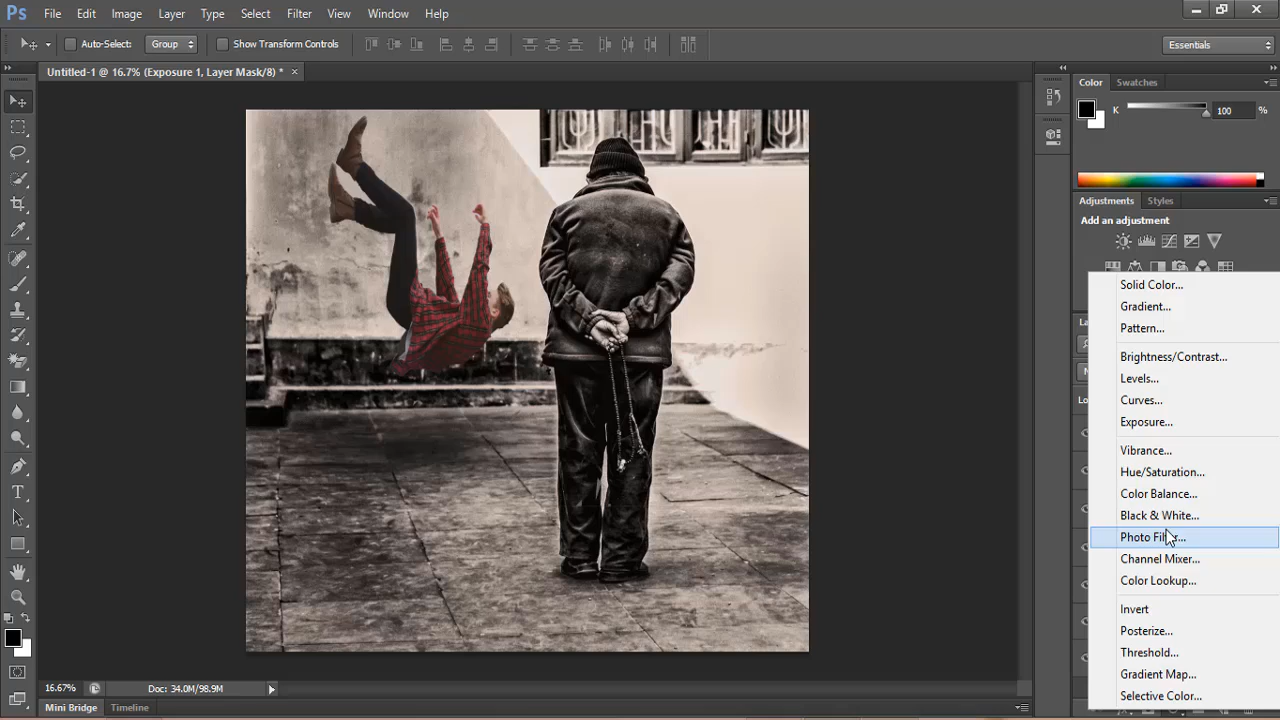 Ps File Edit Image Layer Type Select Filter View Window Help
Auto-Select: Group Show Transform Controls Essentials
Untitled-1 @ 16.7% (Exposure 1, Layer Mask/8) * ×
Color Swatches
K 100 %
Adjustments Styles
Add an adjustment
Solid Color...
Gradient...
Pattern...
Brightness/Contrast...
Levels...
Curves...
Exposure...
Vibrance...
Hue/Saturation...
Color Balance...
Black & White...
Photo Filter...
Channel Mixer...
Color Lookup...
Invert
Posterize...
Threshold...
Gradient Map...
Selective Color...
16.67% Doc: 34.0M/98.9M
Mini Bridge Timeline